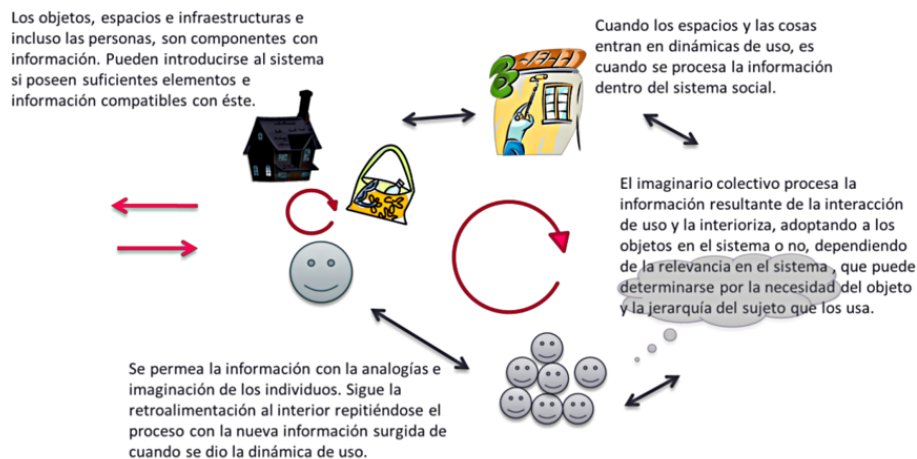 Los objetos, espacios e infraestructuras e
incluso las personas, son componentes con
información. Pueden introducirse al sistema
si poseen suficientes elementos e
información compatibles con éste.
Cuando los espacios y las cosas
entran en dinámicas de uso, es
cuando se procesa la información
dentro del sistema social.
El imaginario colectivo procesa la
información resultante de la interacción
de uso y la interioriza, adoptando a los
objetos en el sistema o no, dependiendo
de la relevancia en el sistema , que puede
determinarse por la necesidad del objeto
y la jerarquía del sujeto que los usa.
Se permea la información con la analogías e
imaginación de los individuos. Sigue la
retroalimentación al interior repitiéndose el
proceso con la nueva información surgida de
cuando se dio la dinámica de uso.